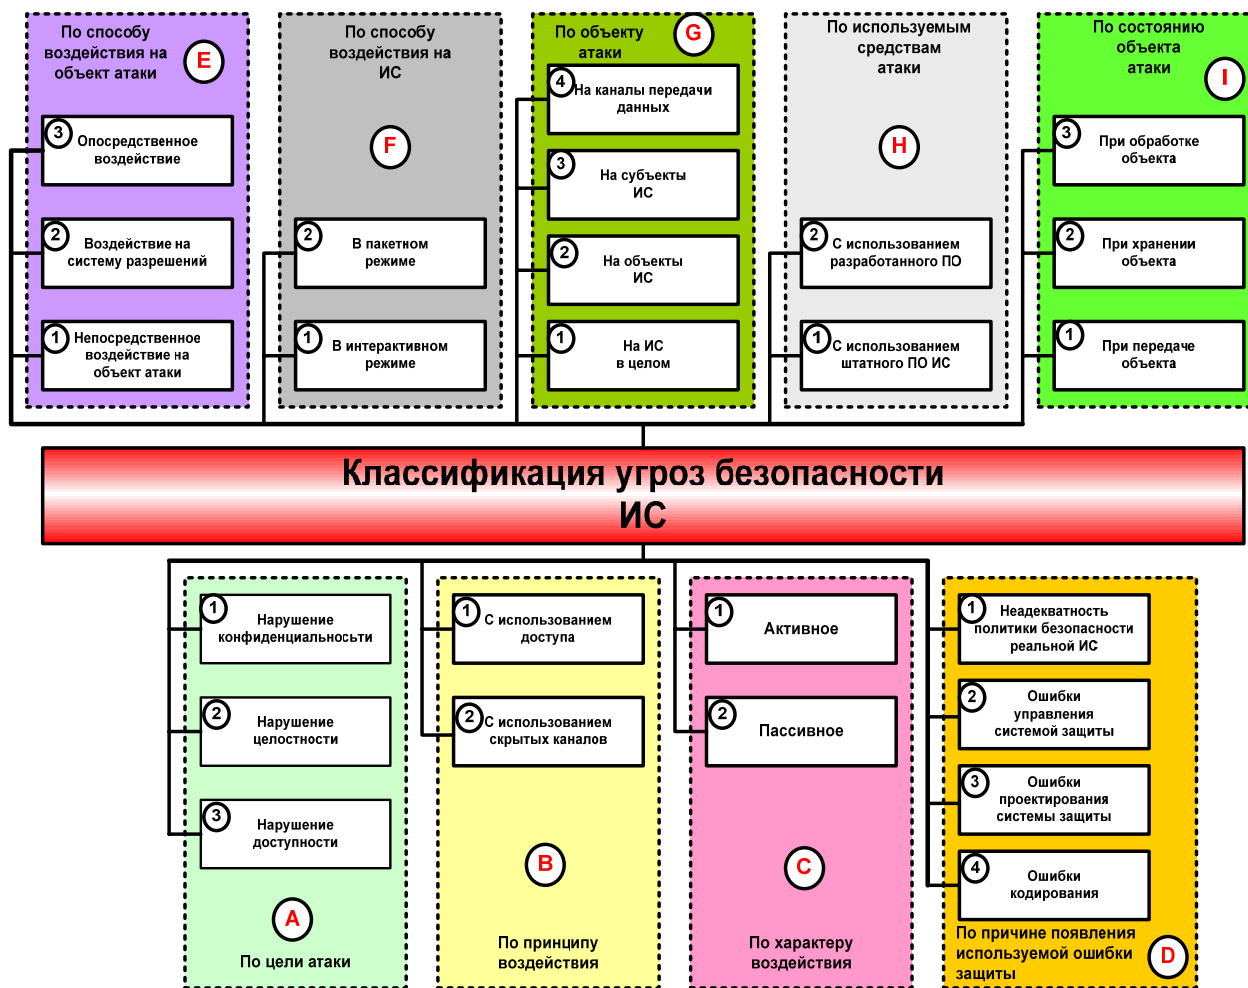 По способу
воздействия на
объект атаки
E
3
Опосредственное
воздействие
2
Воздействие на
систему разрешений
1
Непосредственное
воздействие на
объект атаки
По способу
воздействия на
ИС
F
2
В пакетном
режиме
1
В интерактивном
режиме
По объекту
атаки
G
4
На каналы передачи
данных
3
На субъекты
ИС
2
На объекты
ИС
1
На ИС
в целом
По используемым
средствам
атаки
H
2
С использованием
разработанного ПО
1
С использованием
штатного ПО ИС
По состоянию
объекта
атаки
I
3
При обработке
объекта
2
При хранении
объекта
1
При передаче
объекта
Классификация угроз безопасности
ИС
1
Нарушение
конфиденциальности
2
Нарушение
целостности
3
Нарушение
доступности
A
По цели атаки
1
С использованием
доступа
2
С использованием
скрытых каналов
B
По принципу
воздействия
1
Активное
2
Пассивное
C
По характеру
воздействия
1
Неадекватность
политики безопасности
реальной ИС
2
Ошибки
управления
системой защиты
3
Ошибки
проектирования
системы защиты
4
Ошибки
кодирования
По причине появления
используемой ошибки
защиты
D